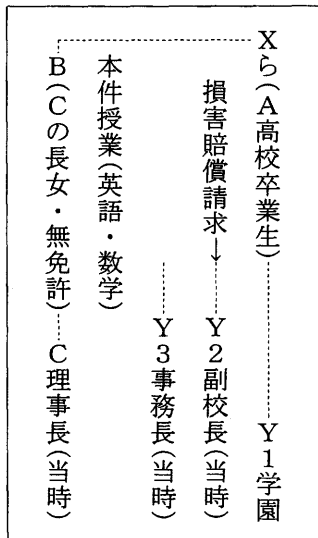 Xら(A高校卒業生)
Y1学園
損害賠償請求→
Y2副校長(当時)
Y3事務長(当時)
本件授業(英語・数学)
B(Cの長女・無免許)
C理事長(当時)